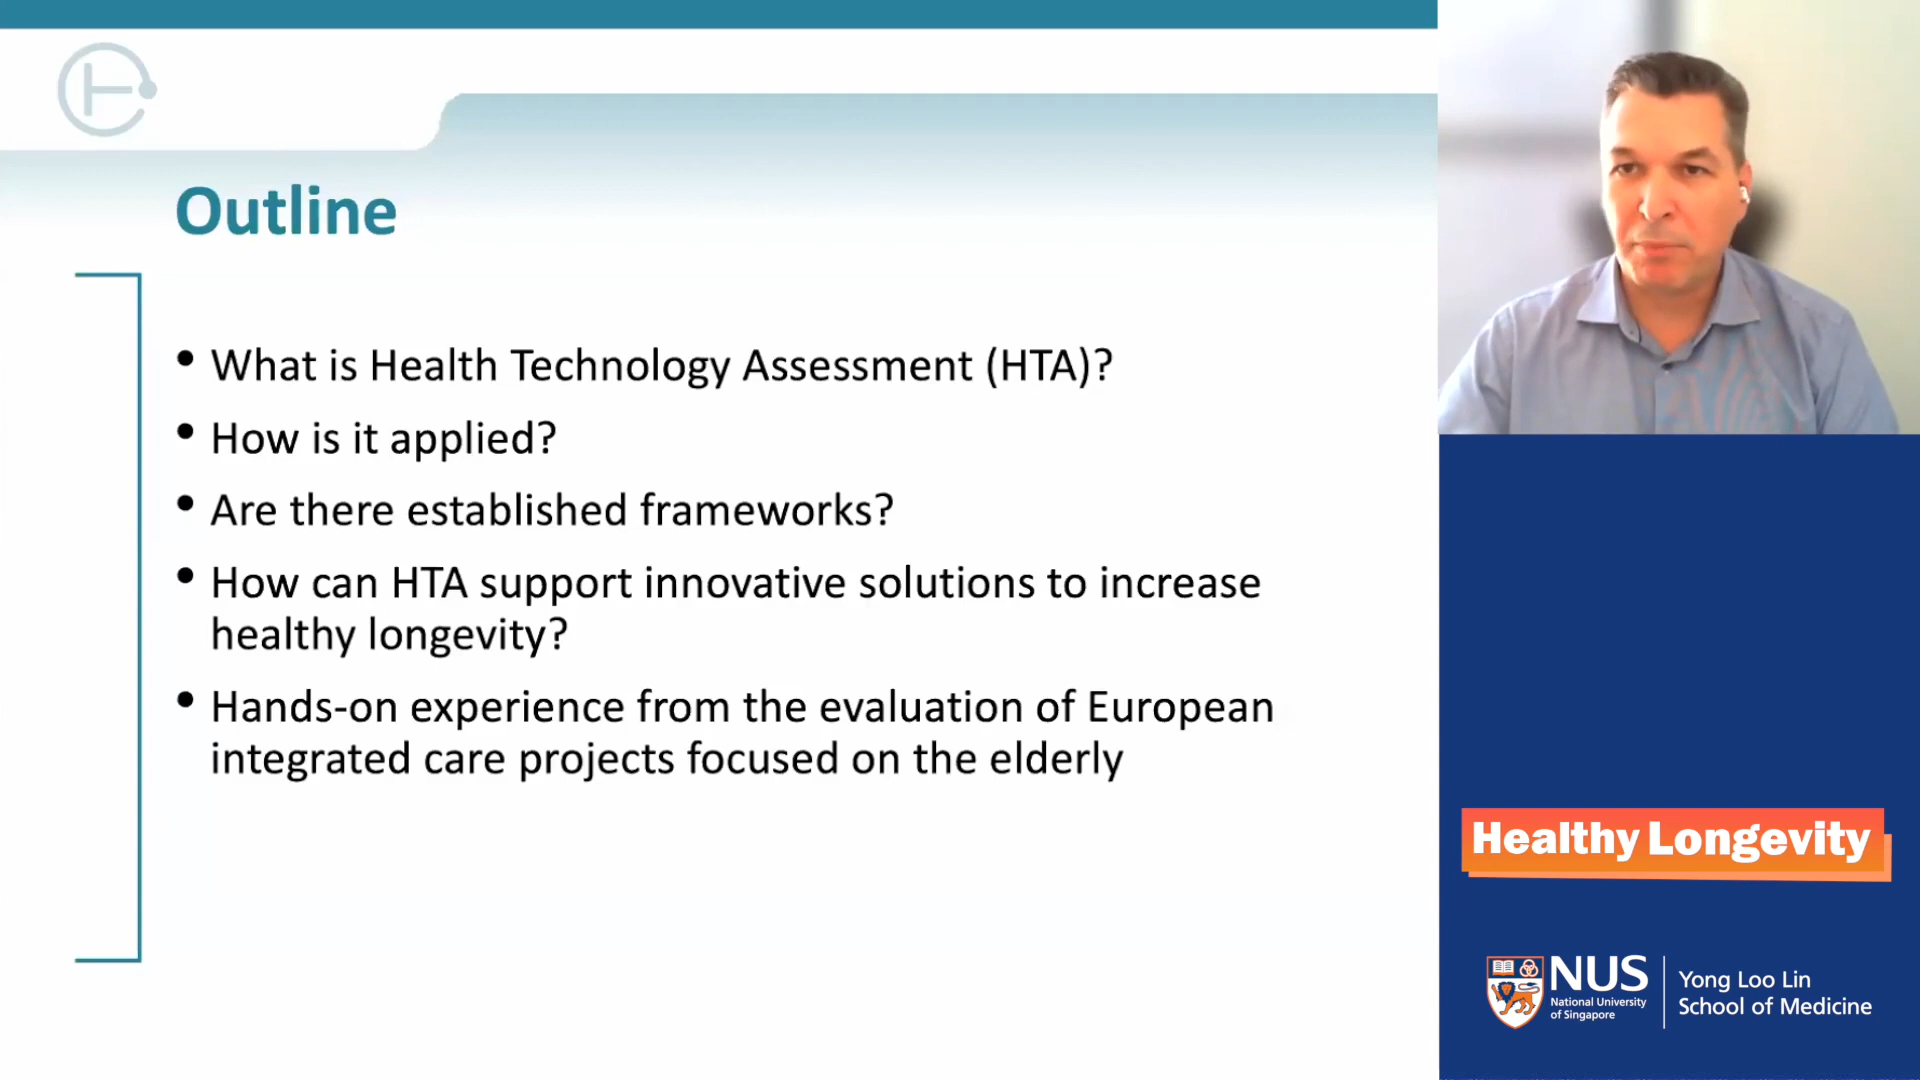 Outline
• What is Health Technology Assessment (HTA)?
• How is it applied?
• Are there established frameworks?
• How can HTA support innovative solutions to increase
healthy longevity?
• Hands-on experience from the evaluation of European
integrated care projects focused on the elderly
Healthy Longevity
NUS
National University
of Singapore
Yong Loo Lin
School of Medicine